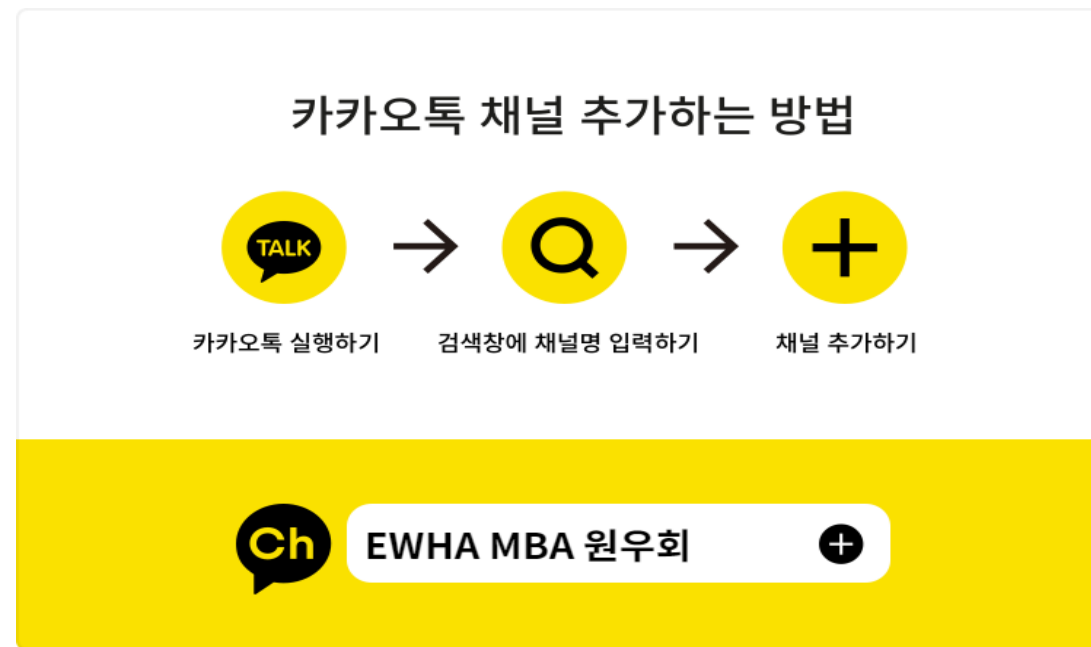 카카오톡 채널 추가하는 방법
TALK
카카오톡 실행하기
검색창에 채널명 입력하기
채널 추가하기
Ch
EWHA MBA 원우회